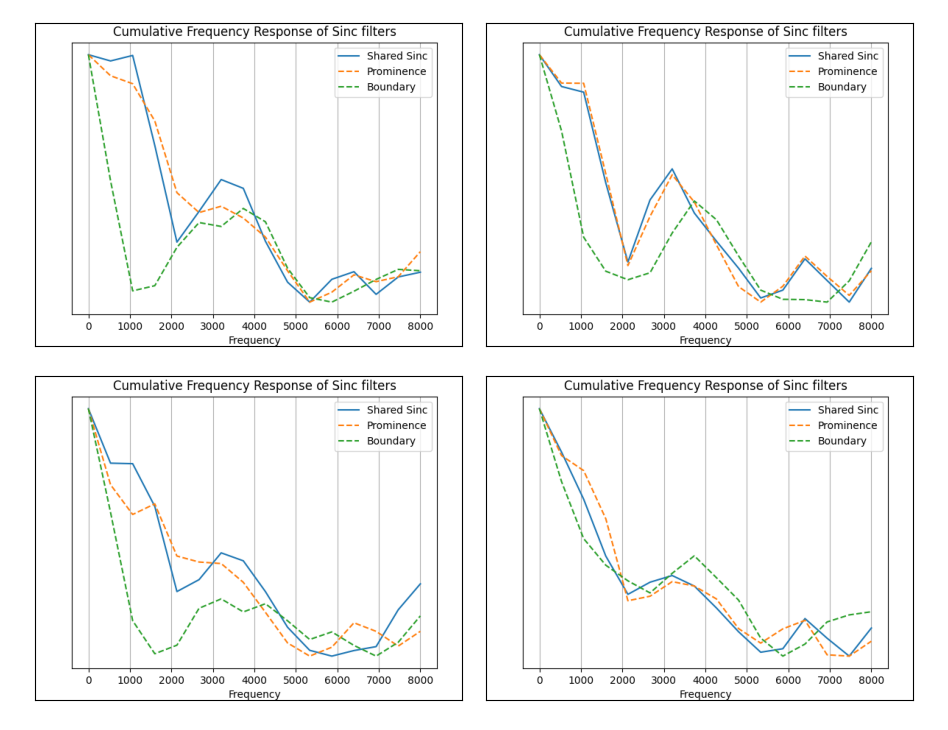 Cumulative Frequency Response of Sinc filters
Shared Sinc
Prominence
Boundary
0 1000 2000 3000 4000 5000 6000 7000 8000
Frequency
Cumulative Frequency Response of Sinc filters
Shared Sinc
Prominence
Boundary
0 1000 2000 3000 4000 5000 6000 7000 8000
Frequency
Cumulative Frequency Response of Sinc filters
Shared Sinc
Prominence
Boundary
0 1000 2000 3000 4000 5000 6000 7000 8000
Frequency
Cumulative Frequency Response of Sinc filters
Shared Sinc
Prominence
Boundary
0 1000 2000 3000 4000 5000 6000 7000 8000
Frequency